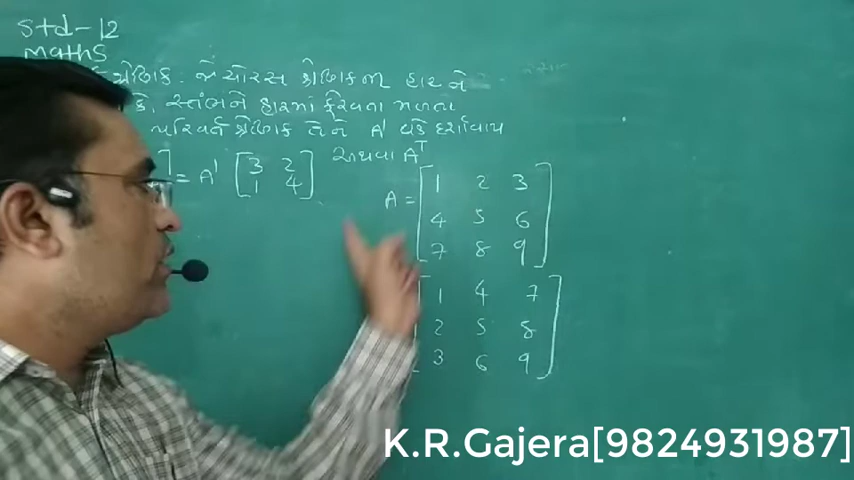 Std-12
Maths
શ્રેણિક - જો ચોરસ શ્રેણિકના હારને
કે, સ્તંભને હારમાં ફેરવતા મળતા
પરિવર્ત શ્રેણિક તેને A' વડે દર્શાવાય
અથવા A^T
] = A' [3 2
1 4]
A = [1 2 3
4 5 6
7 8 9]
1 4 7
2 5 8
3 6 9]
K.R.Gajera[9824931987]